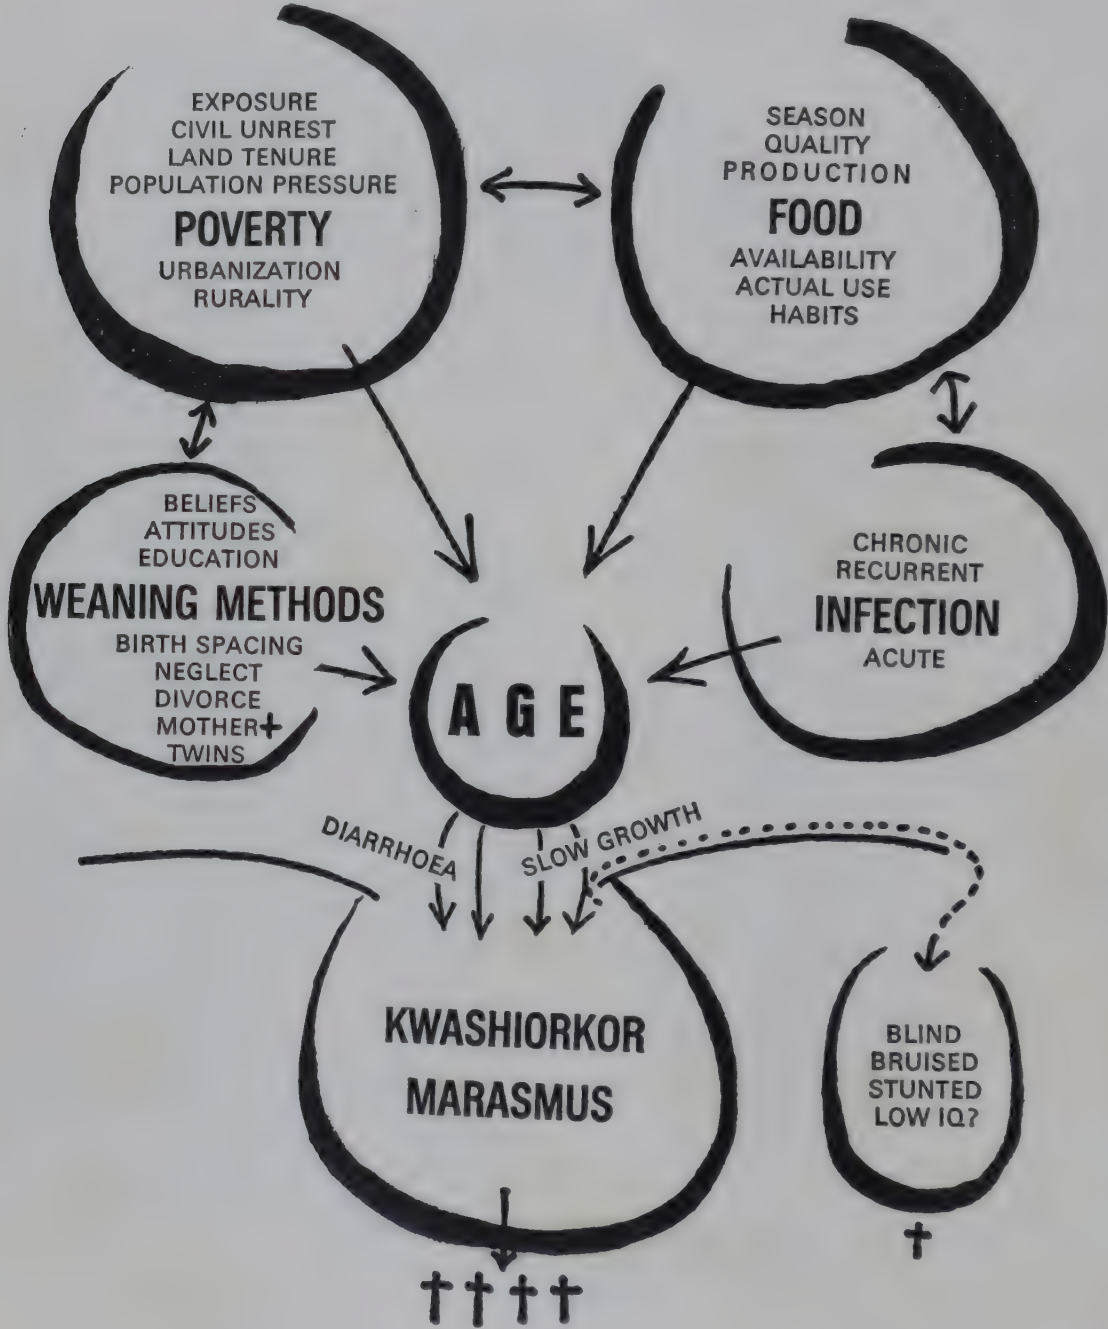 EXPOSURE
CIVIL UNREST
LAND TENURE
POPULATION PRESSURE
POVERTY
URBANIZATION
RURALITY
SEASON
QUALITY
PRODUCTION
FOOD
AVAILABILITY
ACTUAL USE
HABITS
BELIEFS
ATTITUDES
EDUCATION
WEANING METHODS
BIRTH SPACING
NEGLECT
DIVORCE
MOTHER✝
TWINS
CHRONIC
RECURRENT
INFECTION
ACUTE
AGE
DIARRHOEA
SLOW GROWTH
KWASHIORKOR
MARASMUS
BLIND
BRUISED
STUNTED
LOW IQ?